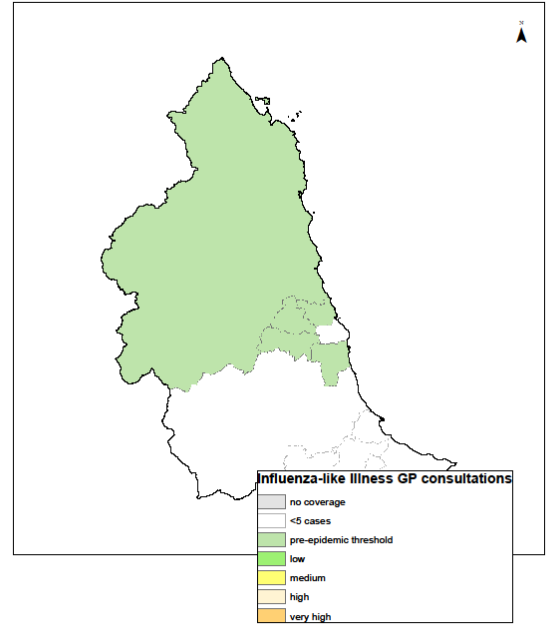 N
Influenza-like Illness GP consultations
no coverage
<5 cases
pre-epidemic threshold
low
medium
high
very high